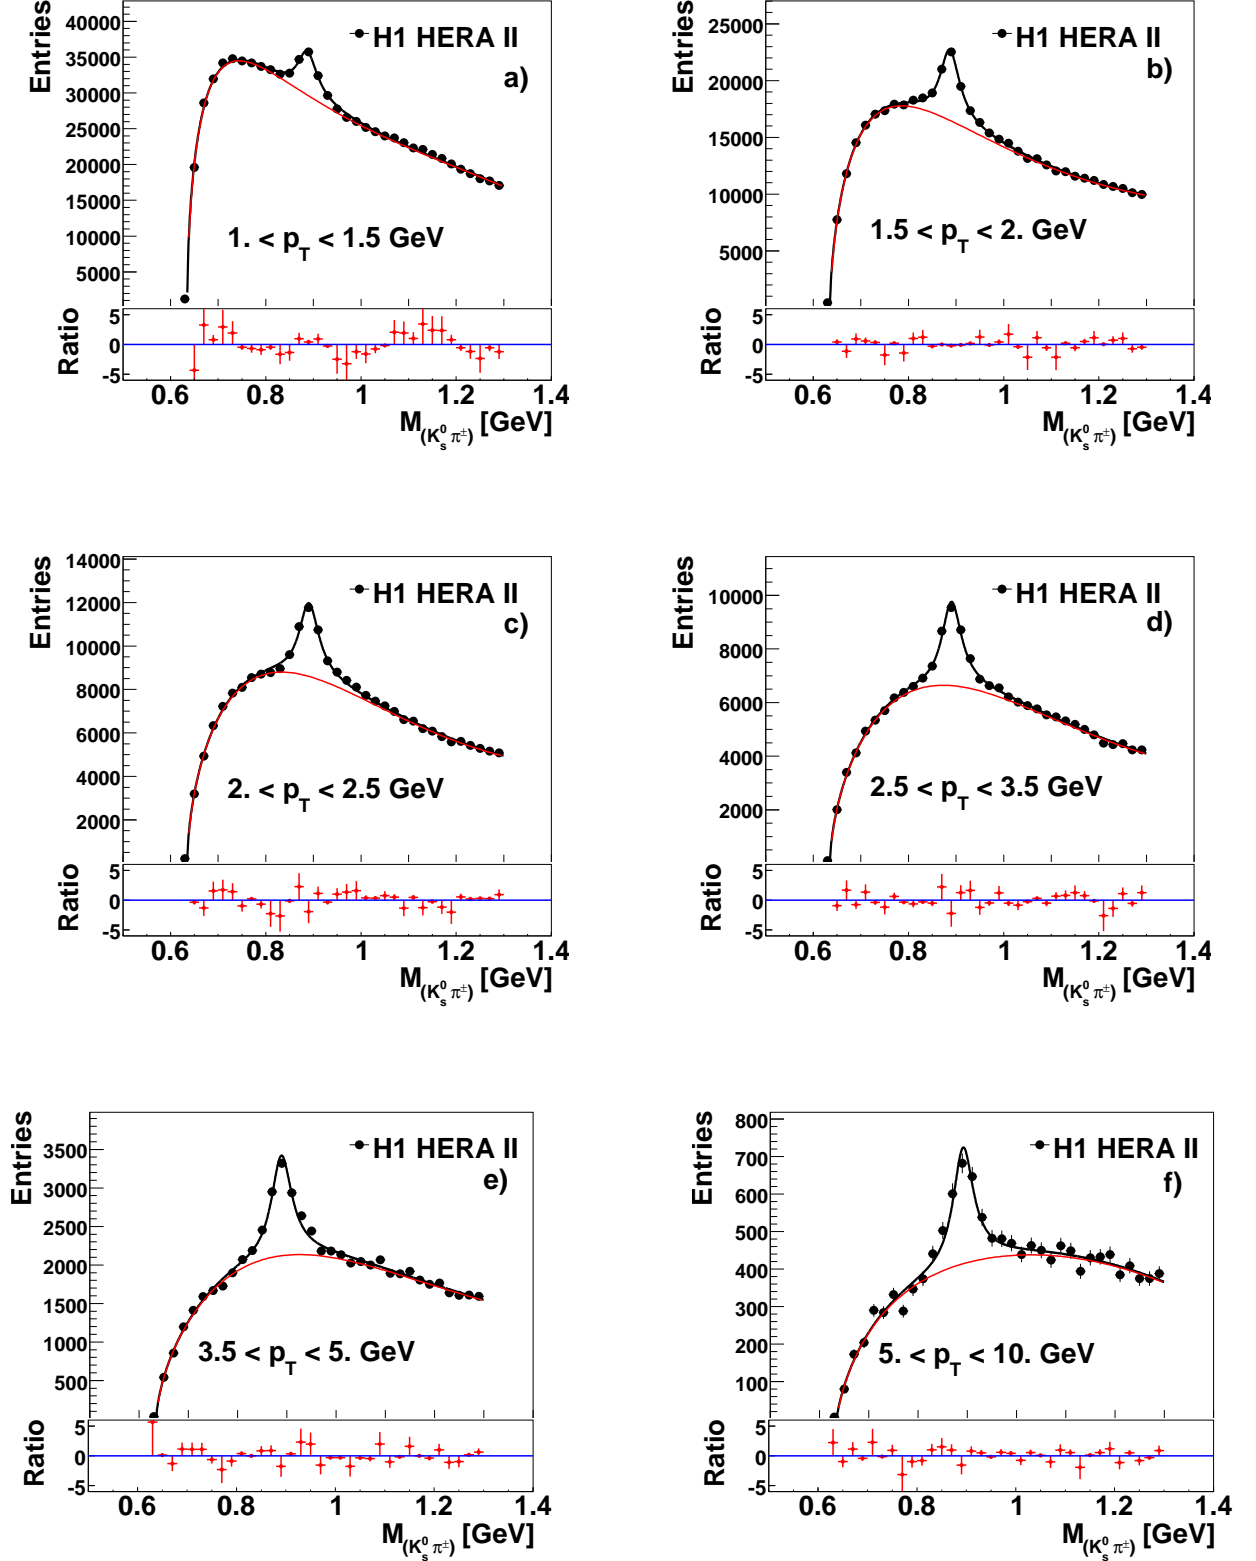 Entries
40000
35000
30000
25000
20000
15000
10000
5000
H1 HERA II
a)
1. < p_T < 1.5 GeV
Ratio
5
0
-5
0.6 0.8 1 1.2 1.4
M_(K^0_s π^±) [GeV]
Entries
25000
20000
15000
10000
5000
H1 HERA II
b)
1.5 < p_T < 2. GeV
Ratio
5
0
-5
0.6 0.8 1 1.2 1.4
M_(K^0_s π^±) [GeV]
Entries
14000
12000
10000
8000
6000
4000
2000
H1 HERA II
c)
2. < p_T < 2.5 GeV
Ratio
5
0
-5
0.6 0.8 1 1.2 1.4
M_(K^0_s π^±) [GeV]
Entries
10000
8000
6000
4000
2000
H1 HERA II
d)
2.5 < p_T < 3.5 GeV
Ratio
5
0
-5
0.6 0.8 1 1.2 1.4
M_(K^0_s π^±) [GeV]
Entries
3500
3000
2500
2000
1500
1000
500
H1 HERA II
e)
3.5 < p_T < 5. GeV
Ratio
5
0
-5
0.6 0.8 1 1.2 1.4
M_(K^0_s π^±) [GeV]
Entries
800
700
600
500
400
300
200
100
H1 HERA II
f)
5. < p_T < 10. GeV
Ratio
5
0
-5
0.6 0.8 1 1.2 1.4
M_(K^0_s π^±) [GeV]